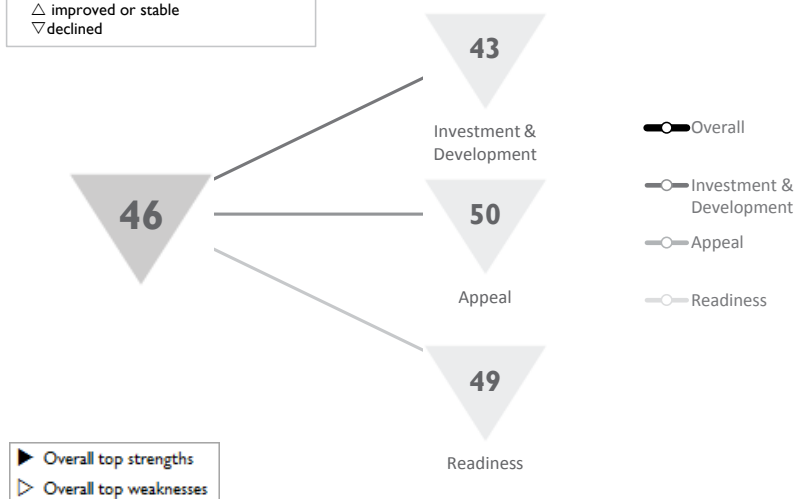 △ improved or stable
▽ declined
43
Investment &
Development
46
50
Appeal
49
Readiness
Overall
Investment &
Development
Appeal
Readiness
▶ Overall top strengths
▷ Overall top weaknesses